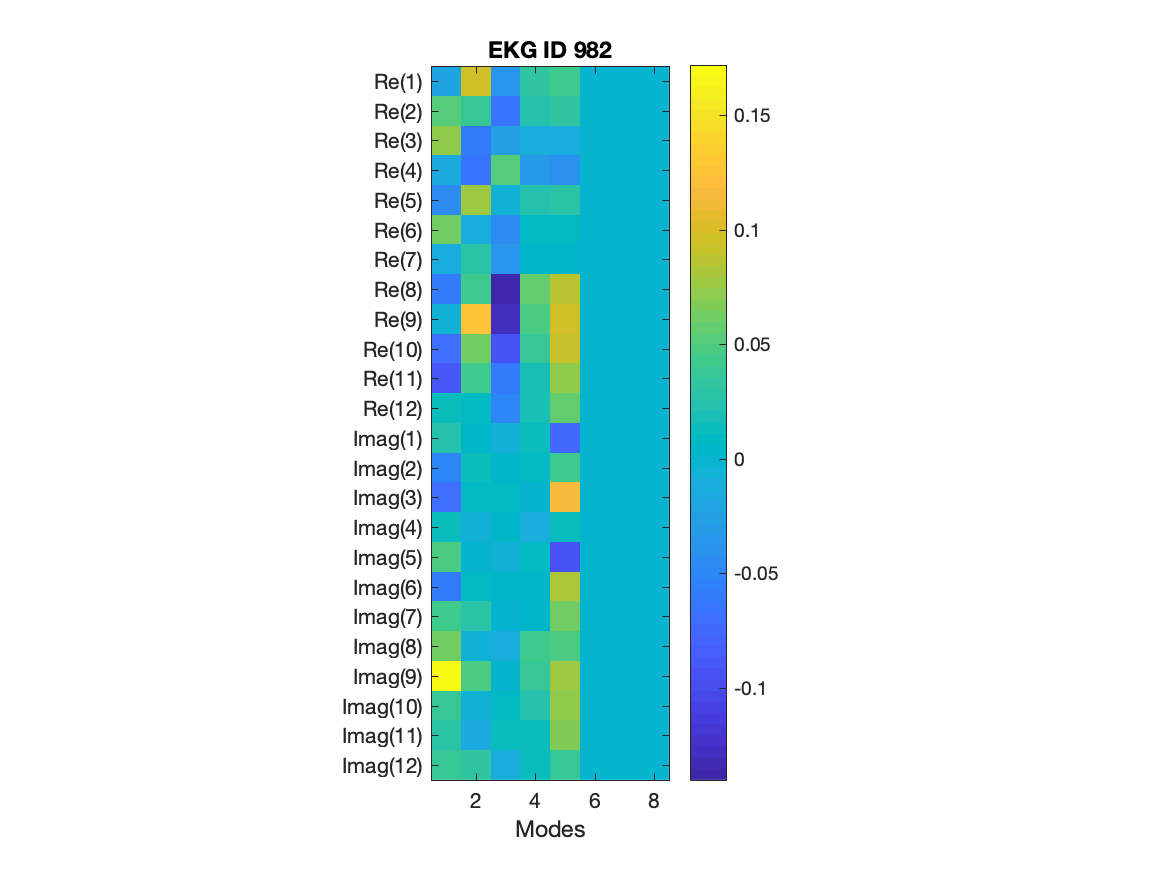 EKG ID 982
Re(1)
Re(2)
Re(3)
Re(4)
Re(5)
Re(6)
Re(7)
Re(8)
Re(9)
Re(10)
Re(11)
Re(12)
Imag(1)
Imag(2)
Imag(3)
Imag(4)
Imag(5)
Imag(6)
Imag(7)
Imag(8)
Imag(9)
Imag(10)
Imag(11)
Imag(12)
2 4 6 8
Modes
0.15
0.1
0.05
0
-0.05
-0.1